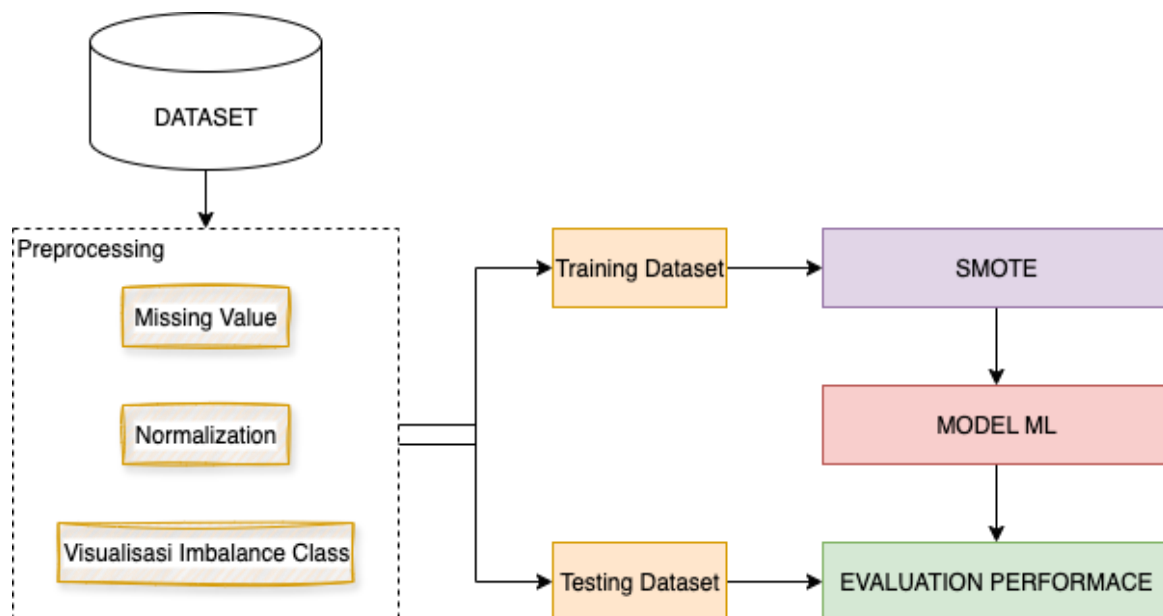 DATASET
Preprocessing
Missing Value
Normalization
Visualisasi Imbalance Class
Training Dataset
SMOTE
MODEL ML
Testing Dataset
EVALUATION PERFORMACE